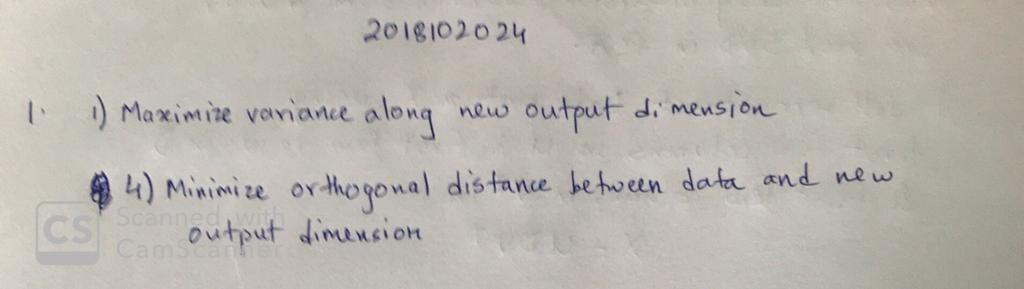 2018102024
1. 1) Maximize variance along new output dimension
4) Minimize orthogonal distance between data and new
output dimension
CS Scanned with
CamScanner